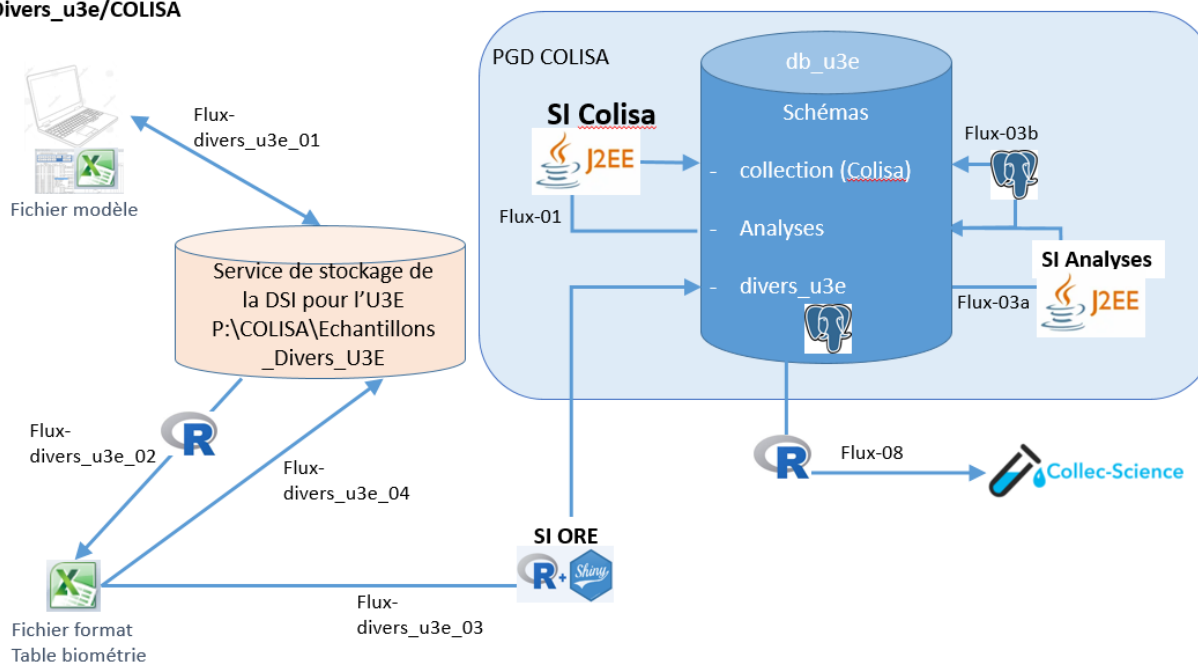 Divers_u3e/COLISA
PGD COLISA
db_u3e
Schémas
- collection (Colisa)
- Analyses
- divers_u3e
SI Colisa
J2EE
Flux-01
Flux-03b
SI Analyses
J2EE
Flux-03a
Flux-
divers_u3e_01
Fichier modèle
Service de stockage de
la DSI pour l’U3E
P:\COLISA\Echantillons
_Divers_U3E
R
Flux-
divers_u3e_02
Flux-
divers_u3e_04
R
Flux-08
Collec-Science
SI ORE
R + Shiny
Flux-
divers_u3e_03
Fichier format
Table biométrie